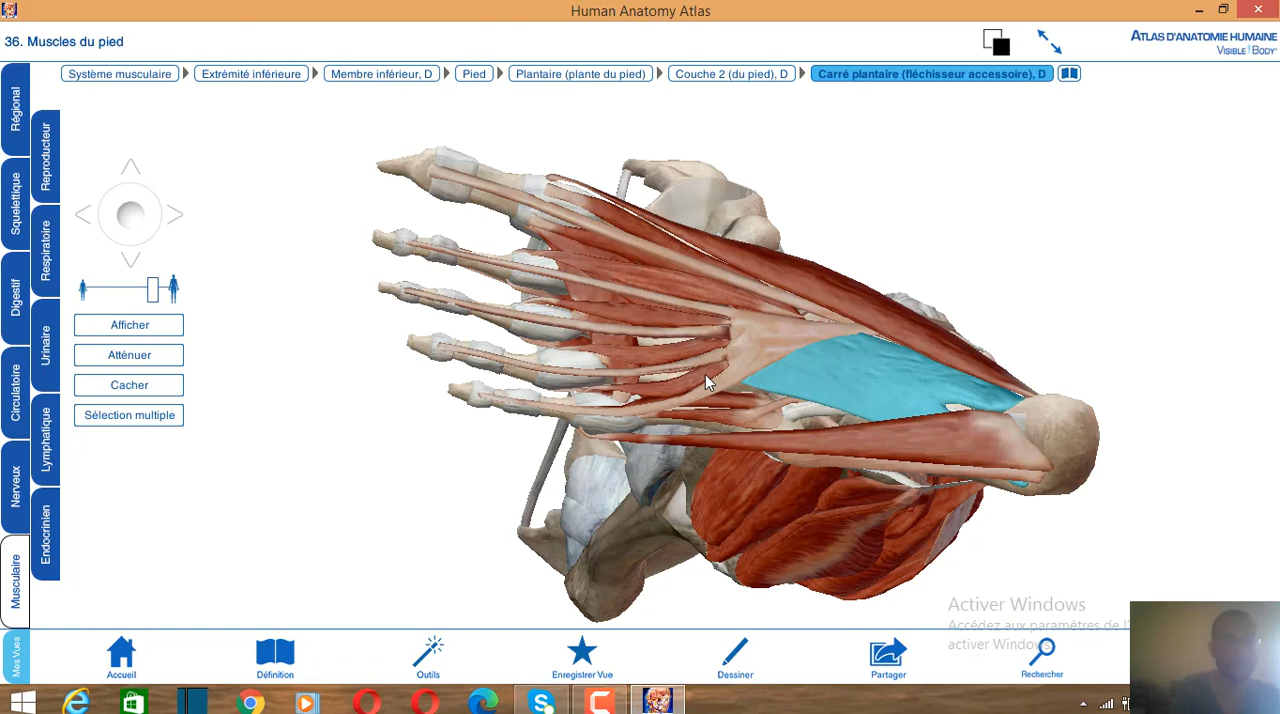 Human Anatomy Atlas
36. Muscles du pied
ATLAS D'ANATOMIE HUMAINE
VISIBLE BODY®
Système musculaire
Extrémité inférieure
Membre inférieur, D
Pied
Plantaire (plante du pied)
Couche 2 (du pied), D
Carré plantaire (fléchisseur accessoire), D
Régional
Squelettique
Digestif
Circulatoire
Nerveux
Musculaire
Mes Vues
Reproducteur
Respiratoire
Urinaire
Lymphatique
Endocrinien
Afficher
Atténuer
Cacher
Sélection multiple
Activer Windows
Accédez aux paramètres de l'
activer Windows
Accueil
Définition
Outils
Enregistrer Vue
Dessiner
Partager
Rechercher